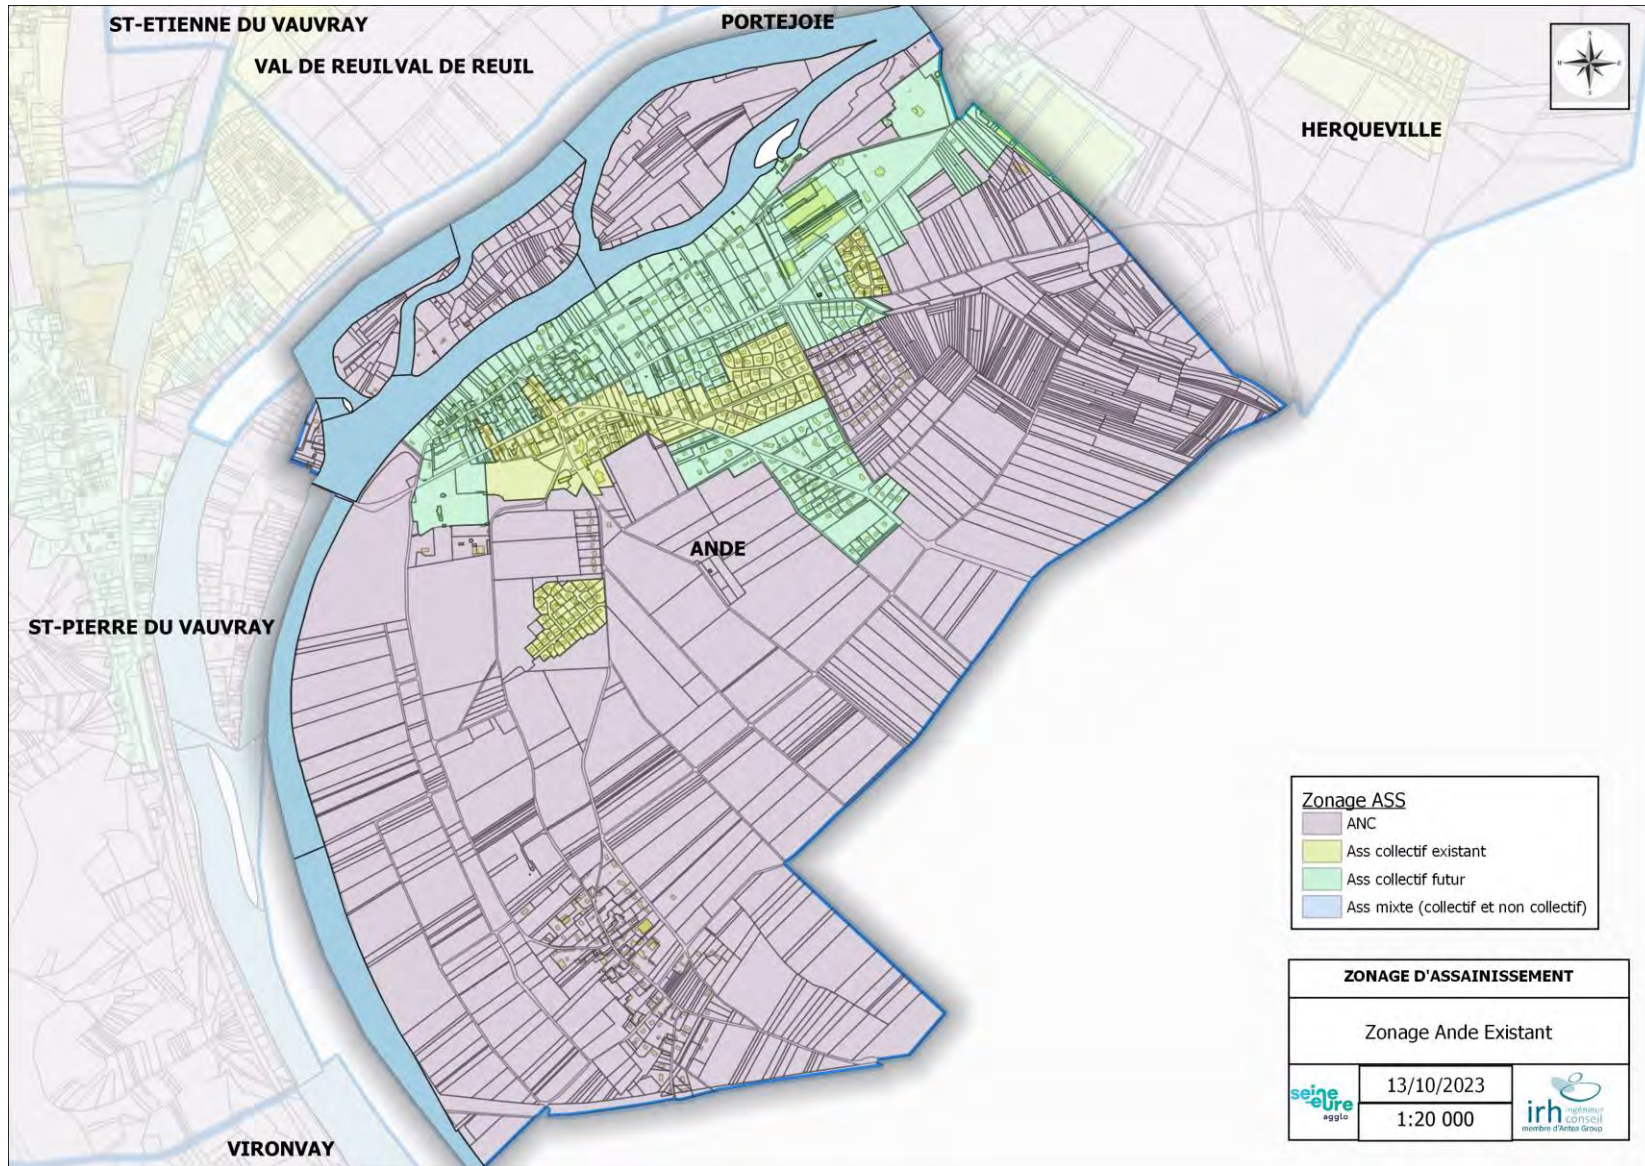 ST-ETIENNE DU VAUVRAY
PORTEJOIE
VAL DE REUILVAL DE REUIL
N
W E
S
HERQUEVILLE
ANDE
ST-PIERRE DU VAUVRAY
VIRONVAY
Zonage ASS
ANC
Ass collectif existant
Ass collectif futur
Ass mixte (collectif et non collectif)
ZONAGE D'ASSAINISSEMENT
Zonage Ande Existant
seine
eure
agglo
13/10/2023
1:20 000
irh ingénieur
conseil
membre d'Antea Group